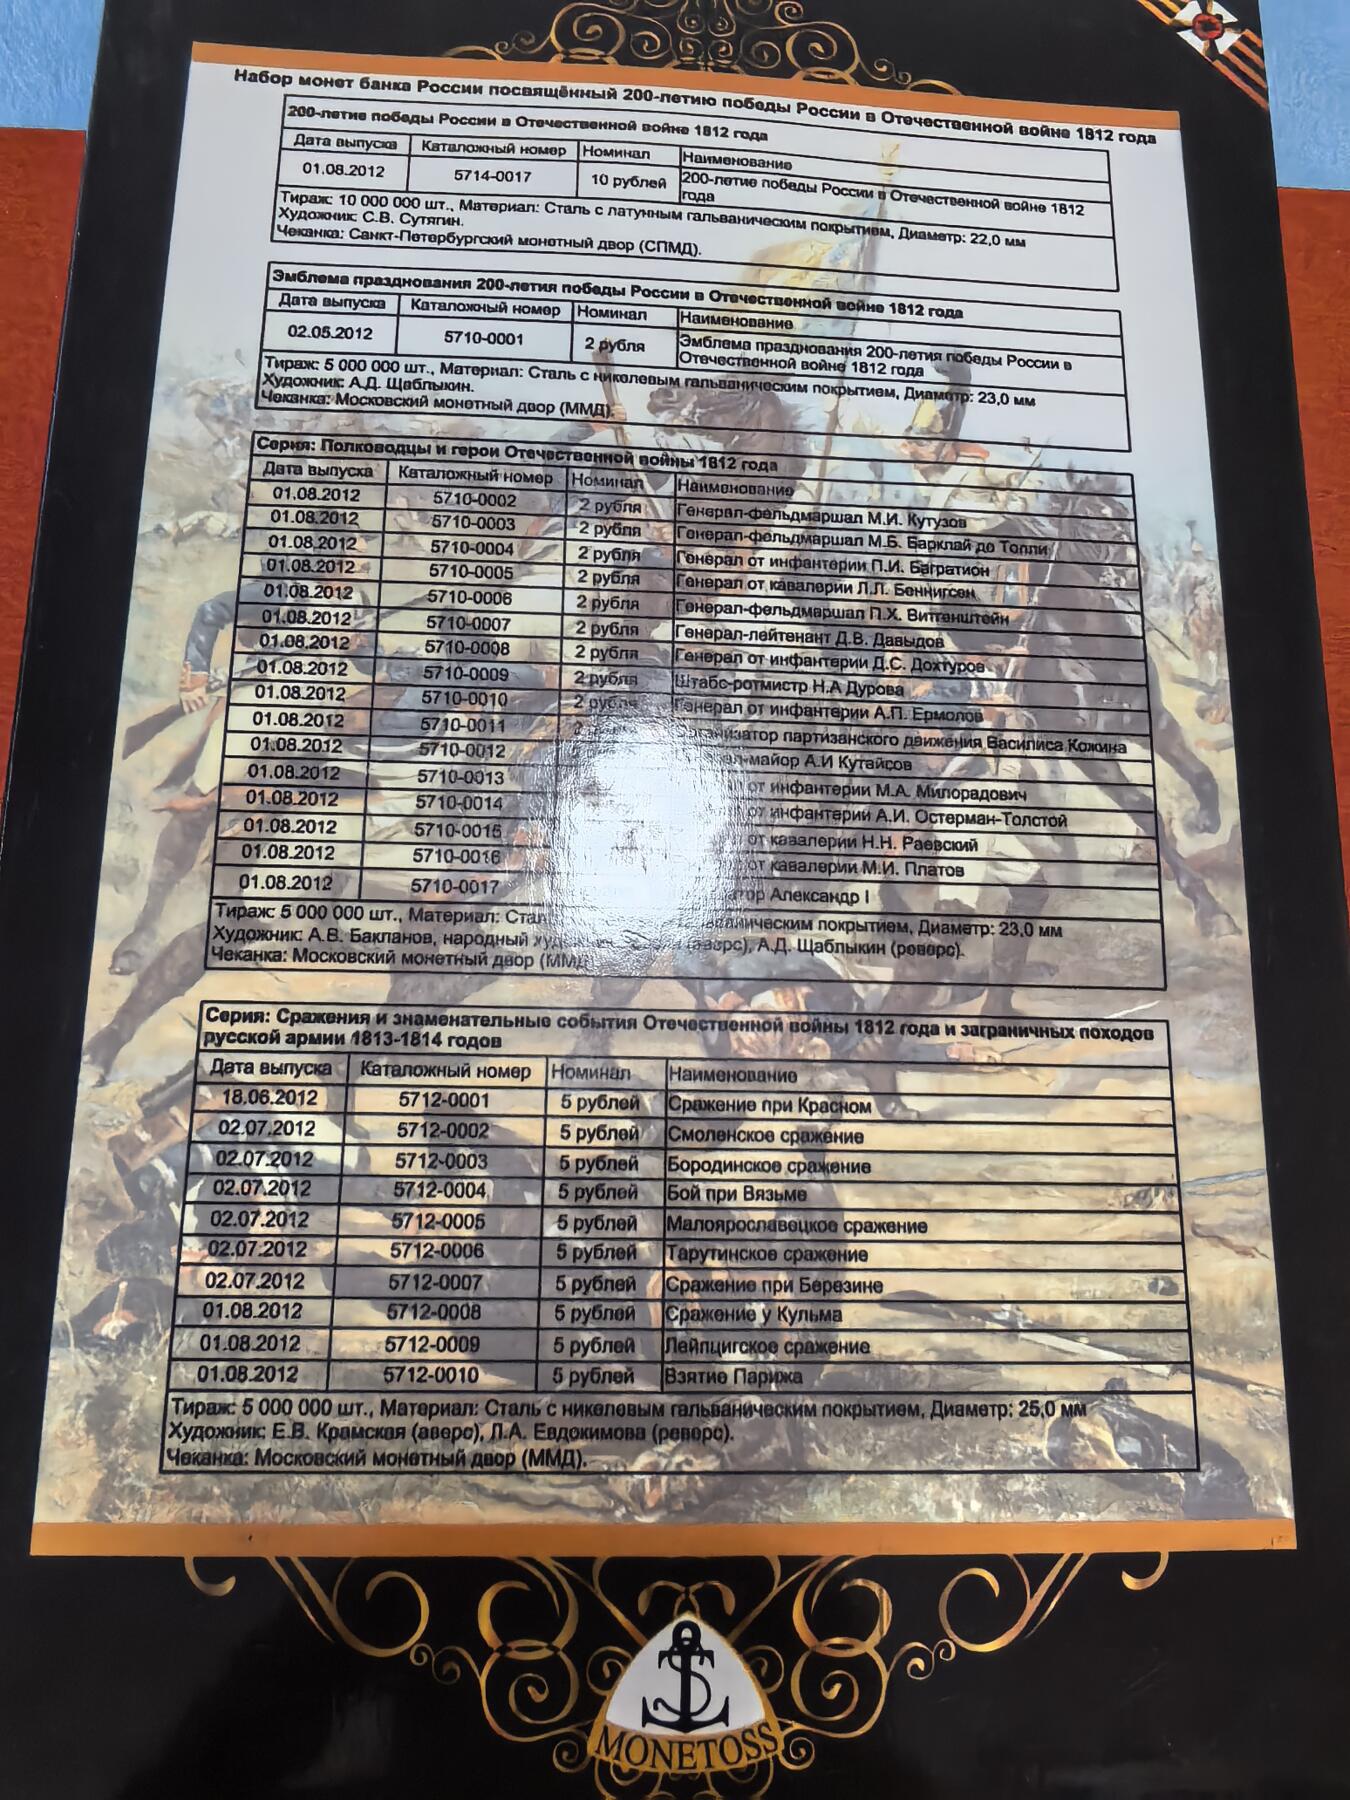 Набор монет банка России посвящённый 200-летию победы России в Отечественной войне 1812 года
200-летие победы России в Отечественной войне 1812 года
Дата выпуска Каталожный номер Номинал Наименование
01.08.2012 5714-0017 10 рублей 200-летие победы России в Отечественной войне 1812
года
Тираж: 10 000 000 шт., Материал: Сталь с латунным гальваническим покрытием, Диаметр: 22,0 мм
Художник: С.В. Сутягин.
Чеканка: Санкт-Петербургский монетный двор (СПМД).
Эмблема празднования 200-летия победы России в Отечественной войне 1812 года
Дата выпуска Каталожный номер Номинал Наименование
02.05.2012 5710-0001 2 рубля Эмблема празднования 200-летия победы России в
Отечественной войне 1812 года
Тираж: 5 000 000 шт., Материал: Сталь с никелевым гальваническим покрытием, Диаметр: 23,0 мм
Художник: А.Д. Щаблыкин.
Чеканка: Московский монетный двор (ММД).
Серия: Полководцы и герои Отечественной войны 1812 года
Дата выпуска Каталожный номер Номинал Наименование
01.08.2012 5710-0002 2 рубля Генерал-фельдмаршал М.И. Кутузов
01.08.2012 5710-0003 2 рубля Генерал-фельдмаршал М.Б. Барклай де Толли
01.08.2012 5710-0004 2 рубля Генерал от инфантерии П.И. Багратион
01.08.2012 5710-0005 2 рубля Генерал от кавалерии Л.Л. Беннигсен
01.08.2012 5710-0006 2 рубля Генерал-фельдмаршал П.Х. Витгенштейн
01.08.2012 5710-0007 2 рубля Генерал-лейтенант Д.В. Давыдов
01.08.2012 5710-0008 2 рубля Генерал от инфантерии Д.С. Дохтуров
01.08.2012 5710-0009 2 рубля Штабс-ротмистр Н.А Дурова
01.08.2012 5710-0010 2 рубля Генерал от инфантерии А.П. Ермолов
01.08.2012 5710-0011 2 Организатор партизанского движения Василиса Кожина
01.08.2012 5710-0012 майор А.И Кутайсов
01.08.2012 5710-0013 от инфантерии М.А. Милорадович
01.08.2012 5710-0014 от инфантерии А.И. Остерман-Толстой
01.08.2012 5710-0015 от кавалерии Н.Н. Раевский
01.08.2012 5710-0016 от кавалерии М.И. Платов
01.08.2012 5710-0017 Александр I
Тираж: 5 000 000 шт., Материал: покрытием, Диаметр: 23,0 мм
Художник: А.В. Бакланов, народный (аверс), А.Д. Щаблыкин (реверс).
Чеканка: Московский монетный двор (ММД
Серия: Сражения и знаменательные события Отечественной войны 1812 года и заграничных походов
русской армии 1813-1814 годов
Дата выпуска Каталожный номер Номинал Наименование
18.06.2012 5712-0001 5 рублей Сражение при Красном
02.07.2012 5712-0002 5 рублей Смоленское сражение
02.07.2012 5712-0003 5 рублей Бородинское сражение
02.07.2012 5712-0004 5 рублей Бой при Вязьме
02.07.2012 5712-0005 5 рублей Малоярославецкое сражение
02.07.2012 5712-0006 5 рублей Тарутинское сражение
02.07.2012 5712-0007 5 рублей Сражение при Березине
01.08.2012 5712-0008 5 рублей Сражение у Кульма
01.08.2012 5712-0009 5 рублей Лейпцигское сражение
01.08.2012 5712-0010 5 рублей Взятие Парижа
Тираж: 5 000 000 шт., Материал: Сталь с никелевым гальваническим покрытием, Диаметр: 25,0 мм
Художник: Е.В. Крамская (аверс), Л.А. Евдокимова (реверс).
Чеканка: Московский монетный двор (ММД).
MONETOSS